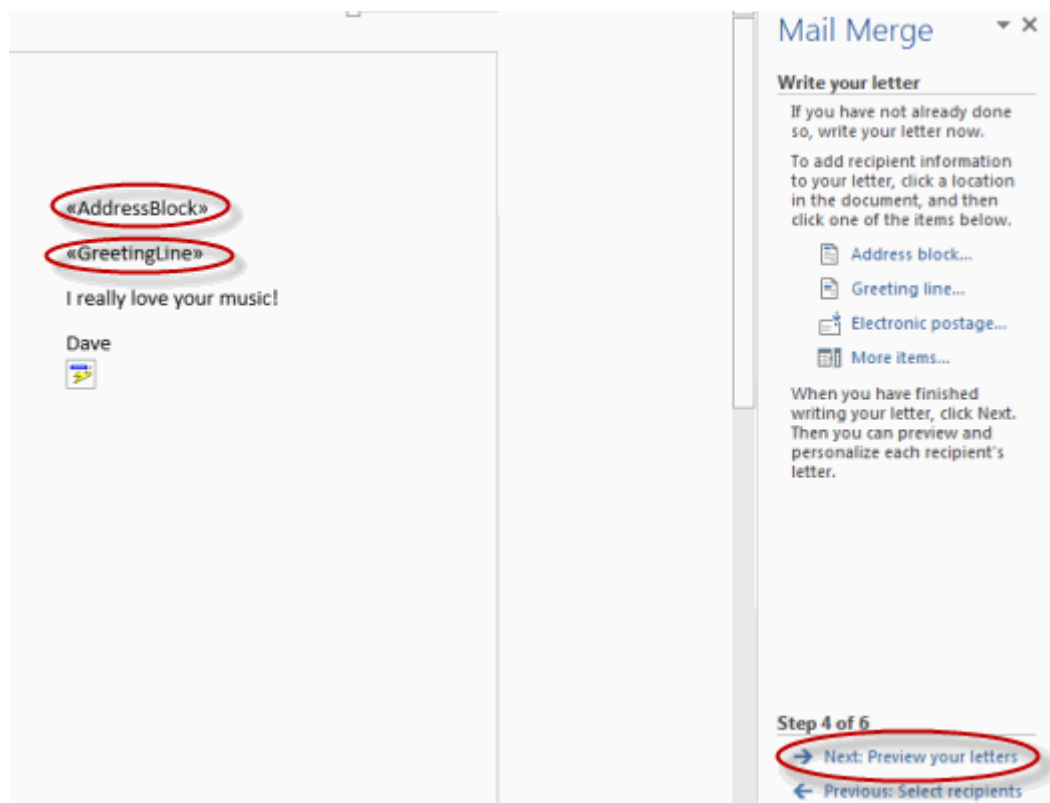 Mail Merge
Write your letter
If you have not already done
so, write your letter now.
To add recipient information
to your letter, click a location
in the document, and then
click one of the items below.
Address block...
Greeting line...
Electronic postage...
More items...
When you have finished
writing your letter, click Next.
Then you can preview and
personalize each recipient's
letter.
Step 4 of 6
Next: Preview your letters
Previous: Select recipients
«AddressBlock»
«GreetingLine»
I really love your music!
Dave